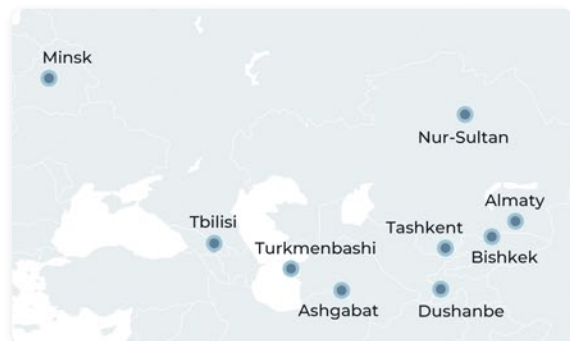 Minsk
Nur-Sultan
Almaty
Tbilisi
Tashkent
Turkmenbashi
Bishkek
Ashgabat
Dushanbe